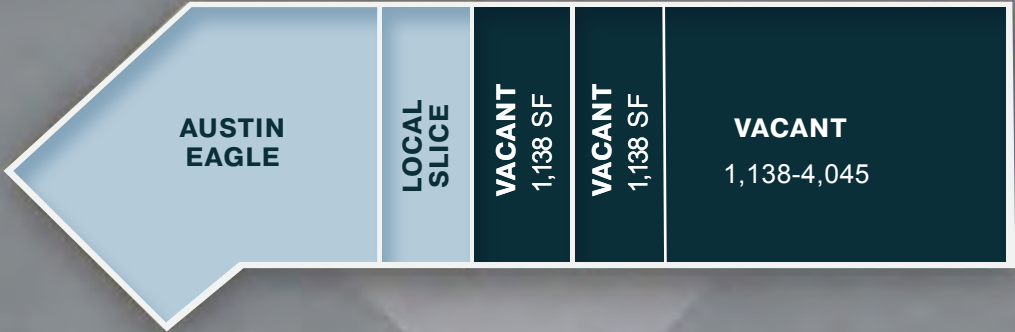 AUSTIN
EAGLE
LOCAL
SLICE
VACANT
1,138 SF
VACANT
1,138 SF
VACANT
1,138-4,045